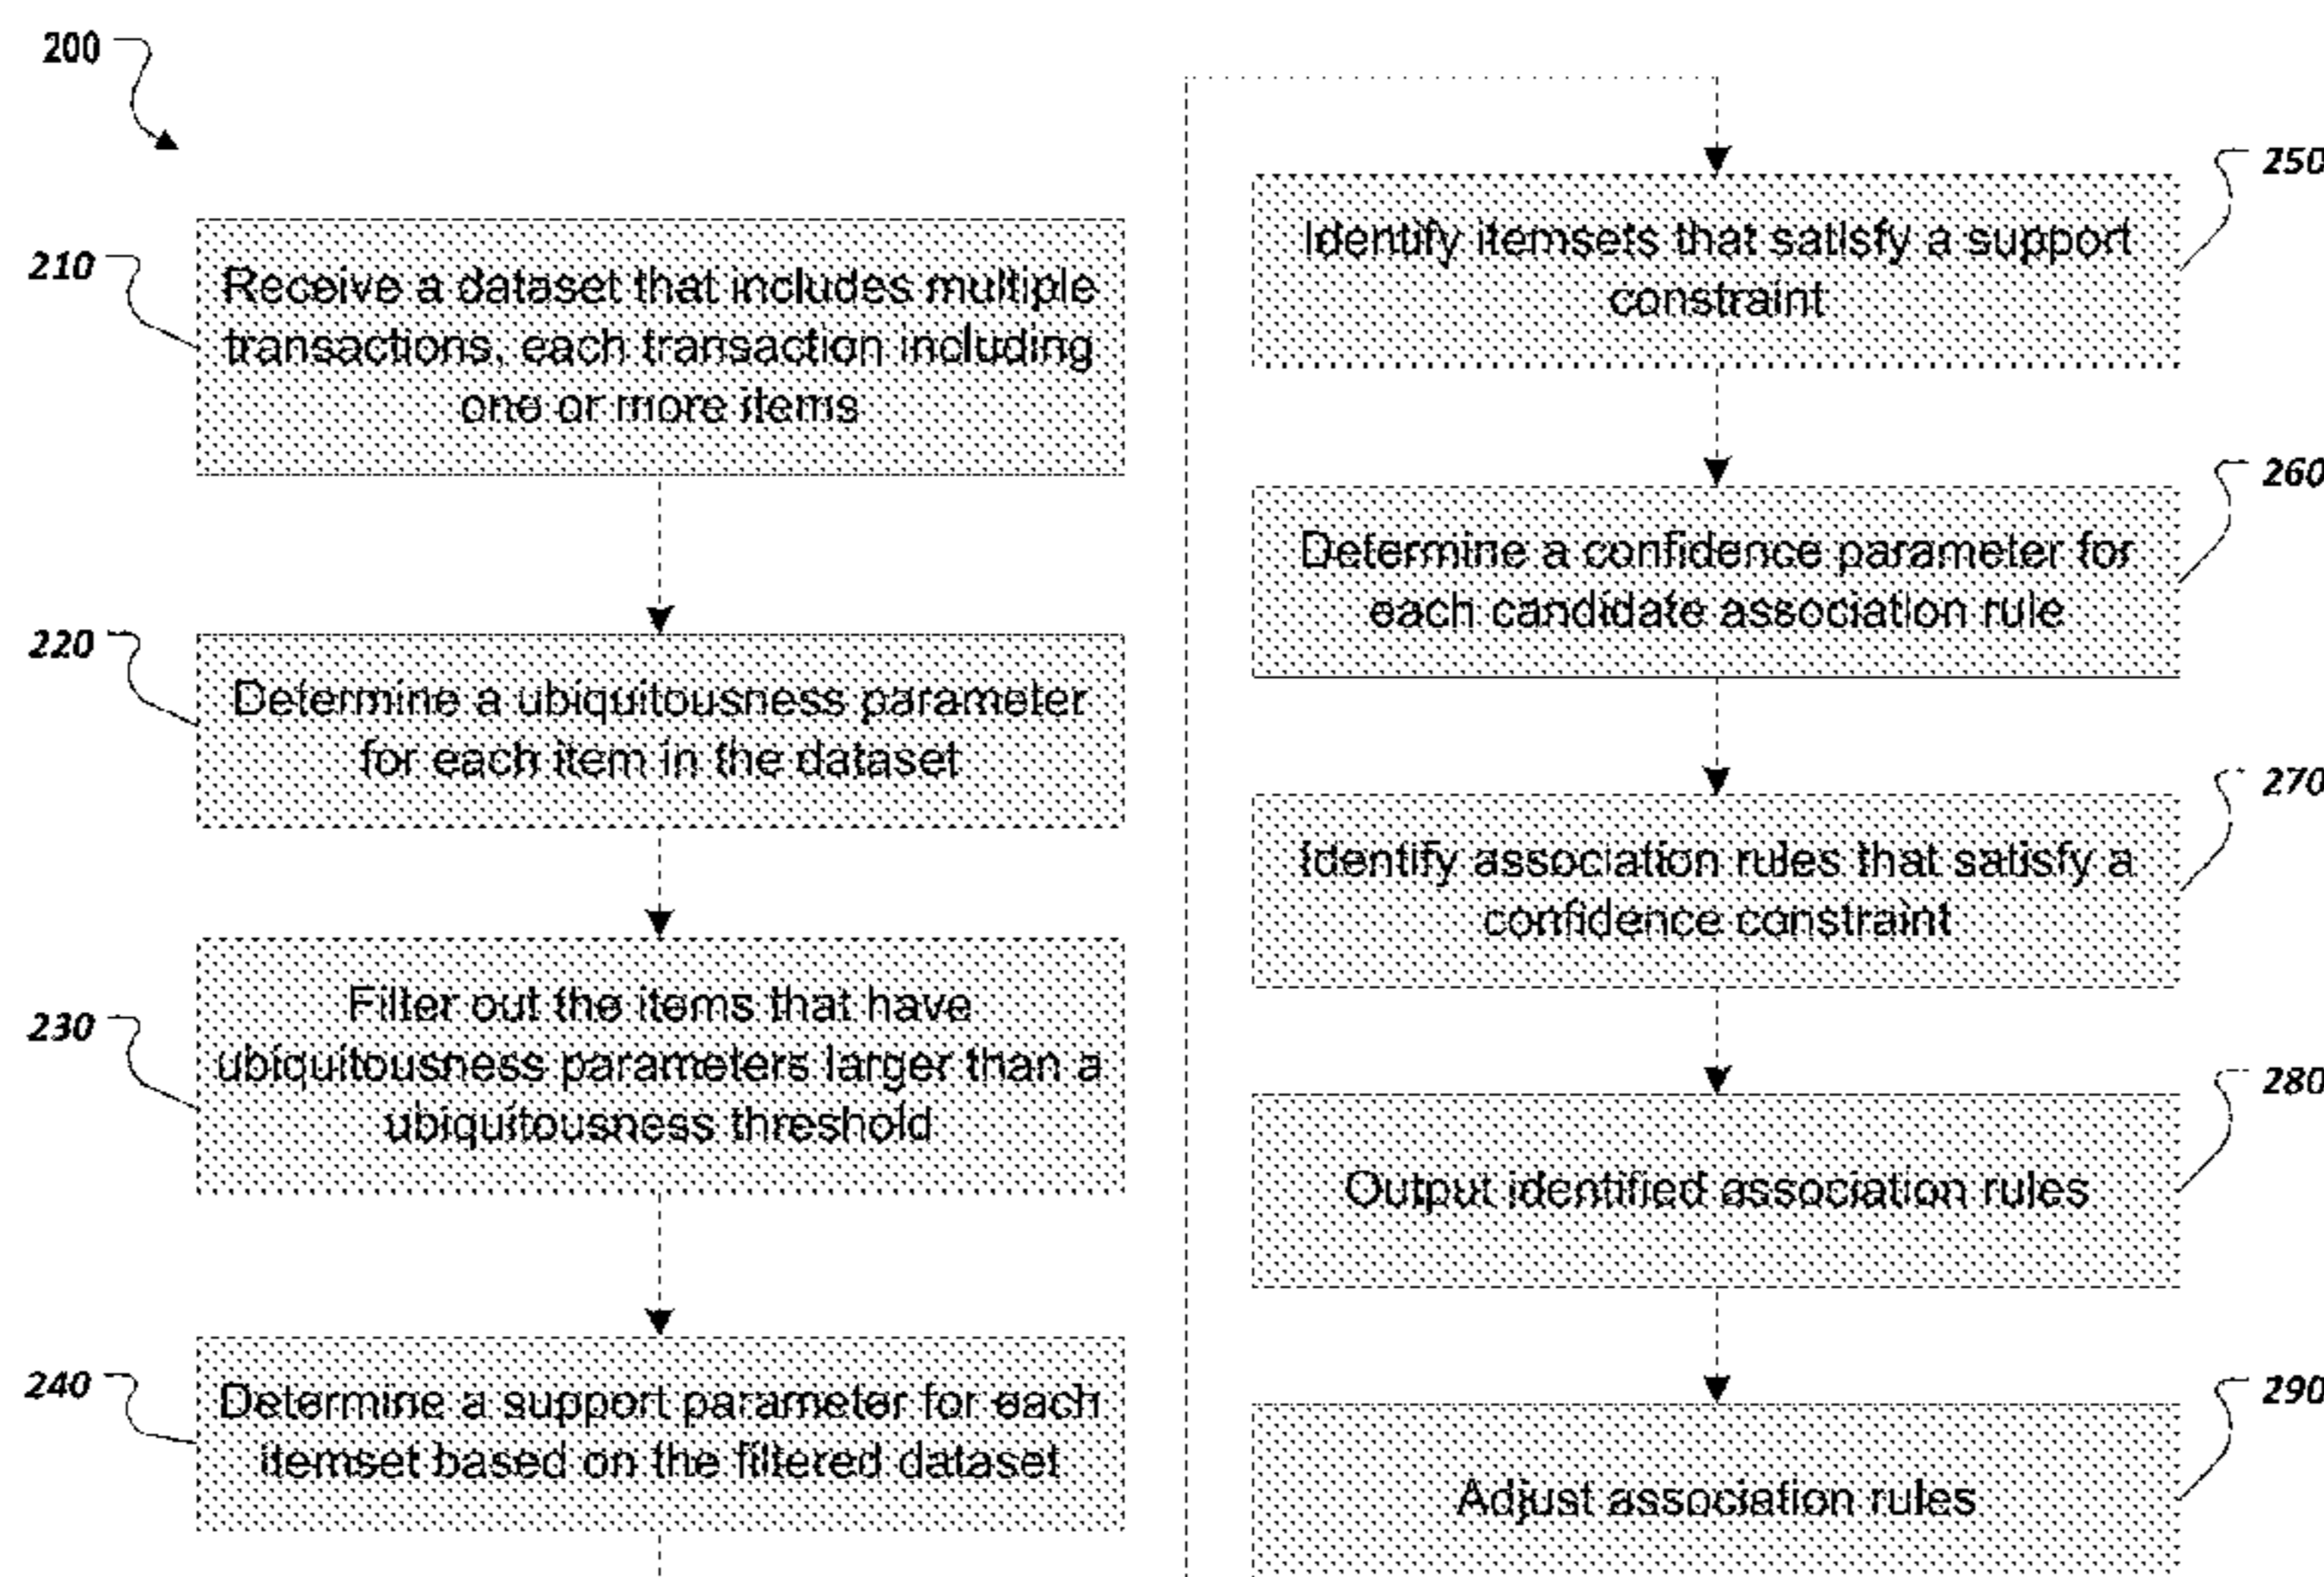 200
210
Receive a dataset that includes multiple
transactions, each transaction including
one or more items
220
Determine a ubiquitousness parameter
for each item in the dataset
230
Filter out the items that have
ubiquitousness parameters larger than a
ubiquitousness threshold
240
Determine a support parameter for each
itemset based on the filtered dataset
250
Identify itemsets that satisfy a support
constraint
260
Determine a confidence parameter for
each candidate association rule
270
Identify association rules that satisfy a
confidence constraint
280
Output identified association rules
290
Adjust association rules